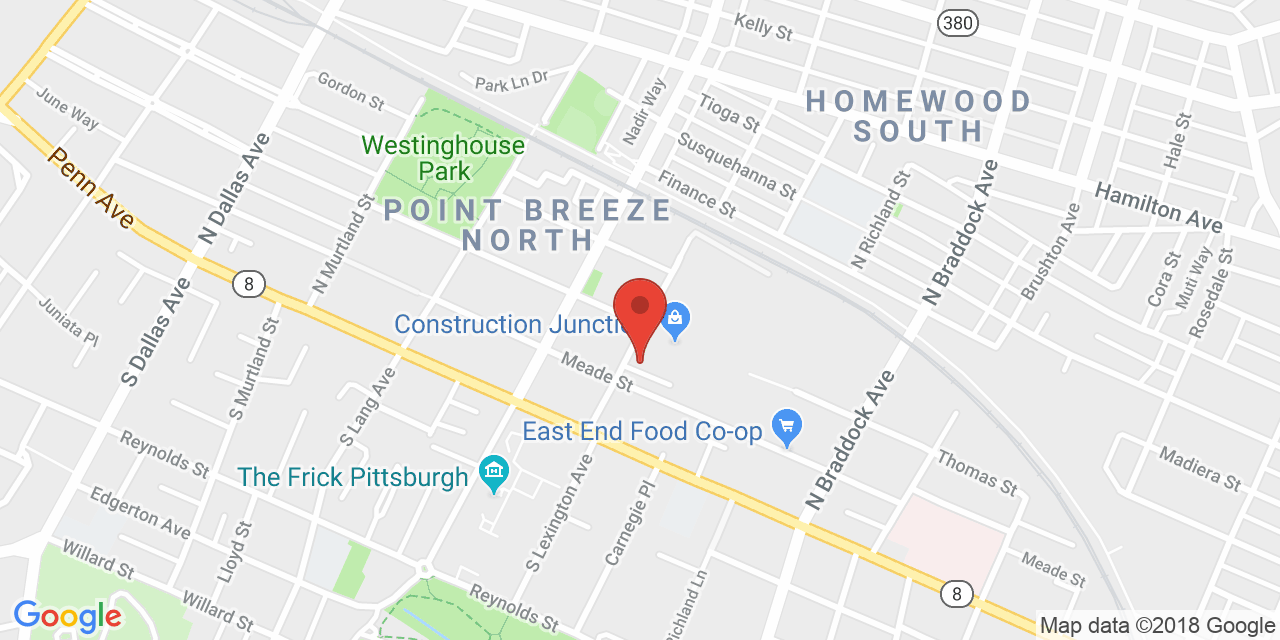 Kelly St
380
Park Ln Dr
Gordon St
June Way
Nadir Way
Tioga St
HOMEWOOD
SOUTH
Hale St
Westinghouse
Park
Susquehanna St
Penn Ave
N Dallas Ave
Finance St
N Richland St
N Braddock Ave
Hamilton Ave
POINT BREEZE
NORTH
N Murtland St
Brushton Ave
Cora St
Muti Way
Rosedale St
8
Juniata Pl
S Dallas Ave
Construction Junctio
S Murtland St
S Lang Ave
Meade St
East End Food Co-op
N Braddock Ave
Reynolds St
The Frick Pittsburgh
Thomas St
Madiera St
Edgerton Ave
S Lexington Ave
Carnegie Pl
Lloyd St
Willard St
Willard St
Reynolds St
Richland Ln
Meade St
8
Google
Map data ©2018 Google